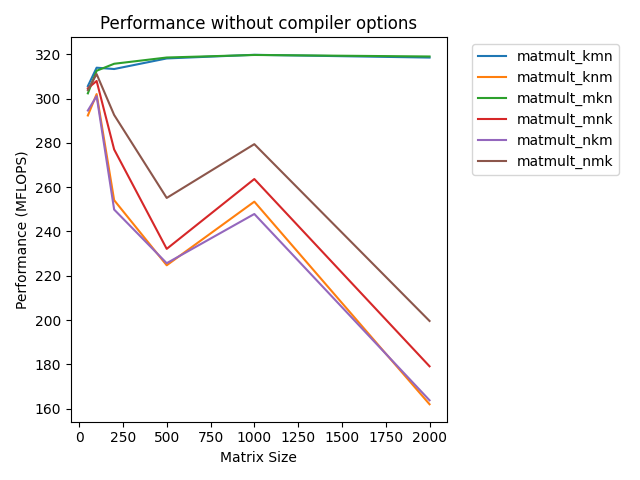 Performance without compiler options
Performance (MFLOPS)
320
300
280
260
240
220
200
180
160
0 250 500 750 1000 1250 1500 1750 2000
Matrix Size
matmult_kmn
matmult_knm
matmult_mkn
matmult_mnk
matmult_nkm
matmult_nmk